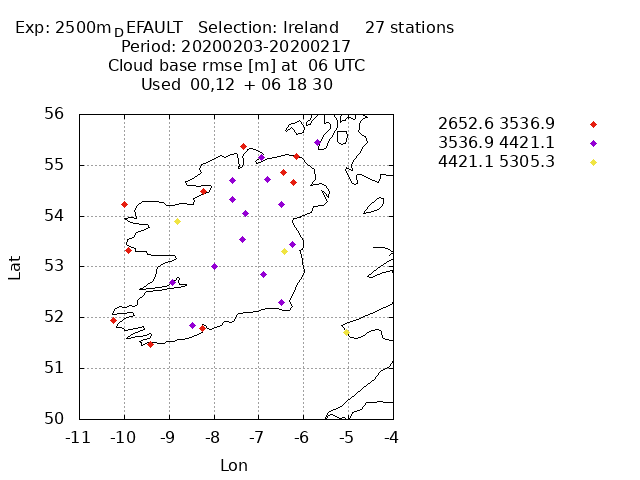 Exp: 2500mDEFAULT Selection: Ireland 27 stations
Period: 20200203-20200217
Cloud base rmse [m] at 06 UTC
Used 00,12 + 06 18 30
2652.6 3536.9
3536.9 4421.1
4421.1 5305.3
56
55
54
53
52
51
50
Lat
-11 -10 -9 -8 -7 -6 -5 -4
Lon